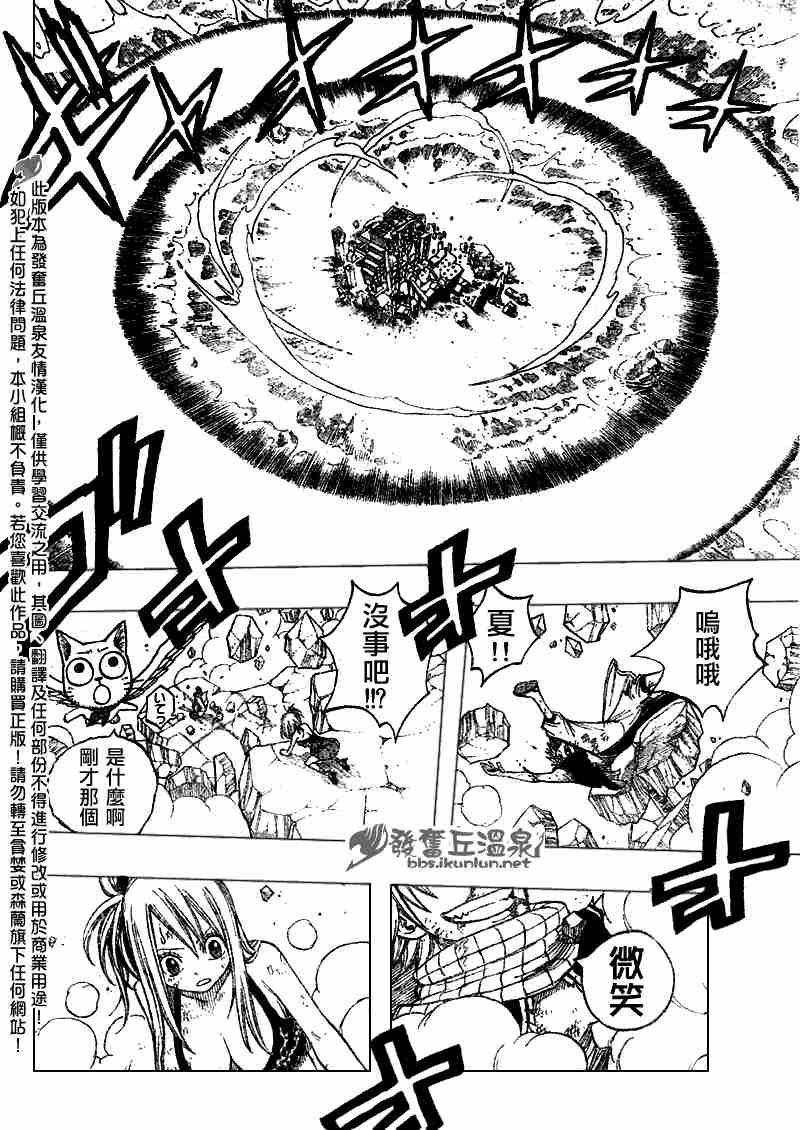 嗚哦哦
夏!!
沒事吧!!?
いてっ
剛才那個
是什麼啊
微笑
發奮丘溫泉
bbs.ikunlun.net
此版本為發奮丘溫泉友情漢化，僅供學習交流之用，其圖、翻譯及任何部份不得進行修改或用於商業用途！
如犯上任何法律問題，本小組概不負責。若您喜歡此作品，請購買正版！請勿轉至貪婪或森蘭旗下任何網站！